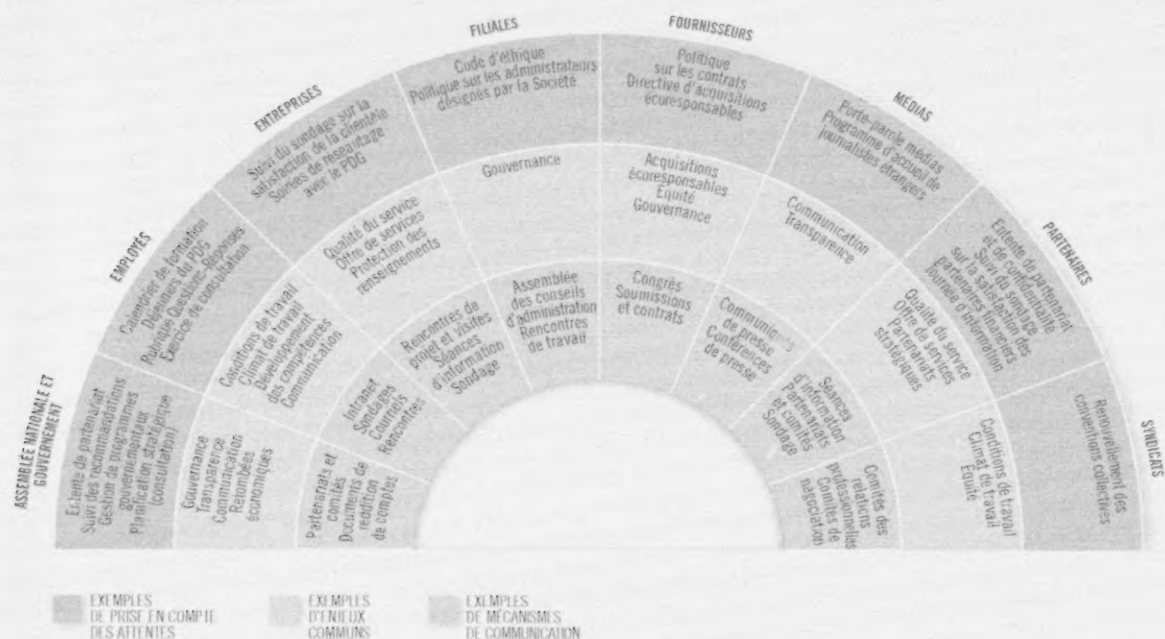 ASSEMBLÉE NATIONALE ET
GOUVERNEMENT
Entente de partenariat
Suivi des recommandations
Gestion de programmes
gouvernementaux
Planification stratégique
(consultation)
Gouvernance
Transparence
Communication
Retombées
économiques
Partenariats et
comités
Documents de
reddition
de comptes
EMPLOYÉS
Calendrier de formation
Déjeuners du PDG
Rubrique Questions-réponses
Exercice de consultation
Conditions de travail
Climat de travail
Développement
des compétences
Communication
Intranet
Sondages
Courriels
Rencontres
ENTREPRISES
Suivi du sondage sur la
satisfaction de la clientèle
Soirées de réseautage
avec le PDG
Qualité du service
Offre de services
Protection des
renseignements
Rencontres de
projet et visites
Séances
d'information
Sondage
FILIALES
Code d'éthique
Politique sur les administrateurs
désignés par la Société
Gouvernance
Assemblée
des conseils
d'administration
Rencontres
de travail
FOURNISSEURS
Politique
sur les contrats
Directive d'acquisitions
écoresponsables
Acquisitions
écoresponsables
Équité
Gouvernance
Congrès
Soumissions
et contrats
MÉDIAS
Porte-parole médias
Programme d'accueil de
journalistes étrangers
Communication
Transparence
Communiqués
de presse
Conférences
de presse
PARTENAIRES
Entente de partenariat
et de confidentialité
Suivi du sondage
sur la satisfaction des
partenaires financiers
Tournée d'information
Qualité du service
Offre de services
Partenariats
stratégiques
Séances
d'information
Partenariats
et comités
Sondage
SYNDICATS
Renouvellement des
conventions collectives
Conditions de travail
Climat de travail
Équité
Comités des
relations
professionnelles
Comités de
négociation
EXEMPLES
DE PRISE EN COMPTE
DES ATTENTES
EXEMPLES
D'ENJEUX
COMMUNS
EXEMPLES
DE MÉCANISMES
DE COMMUNICATION